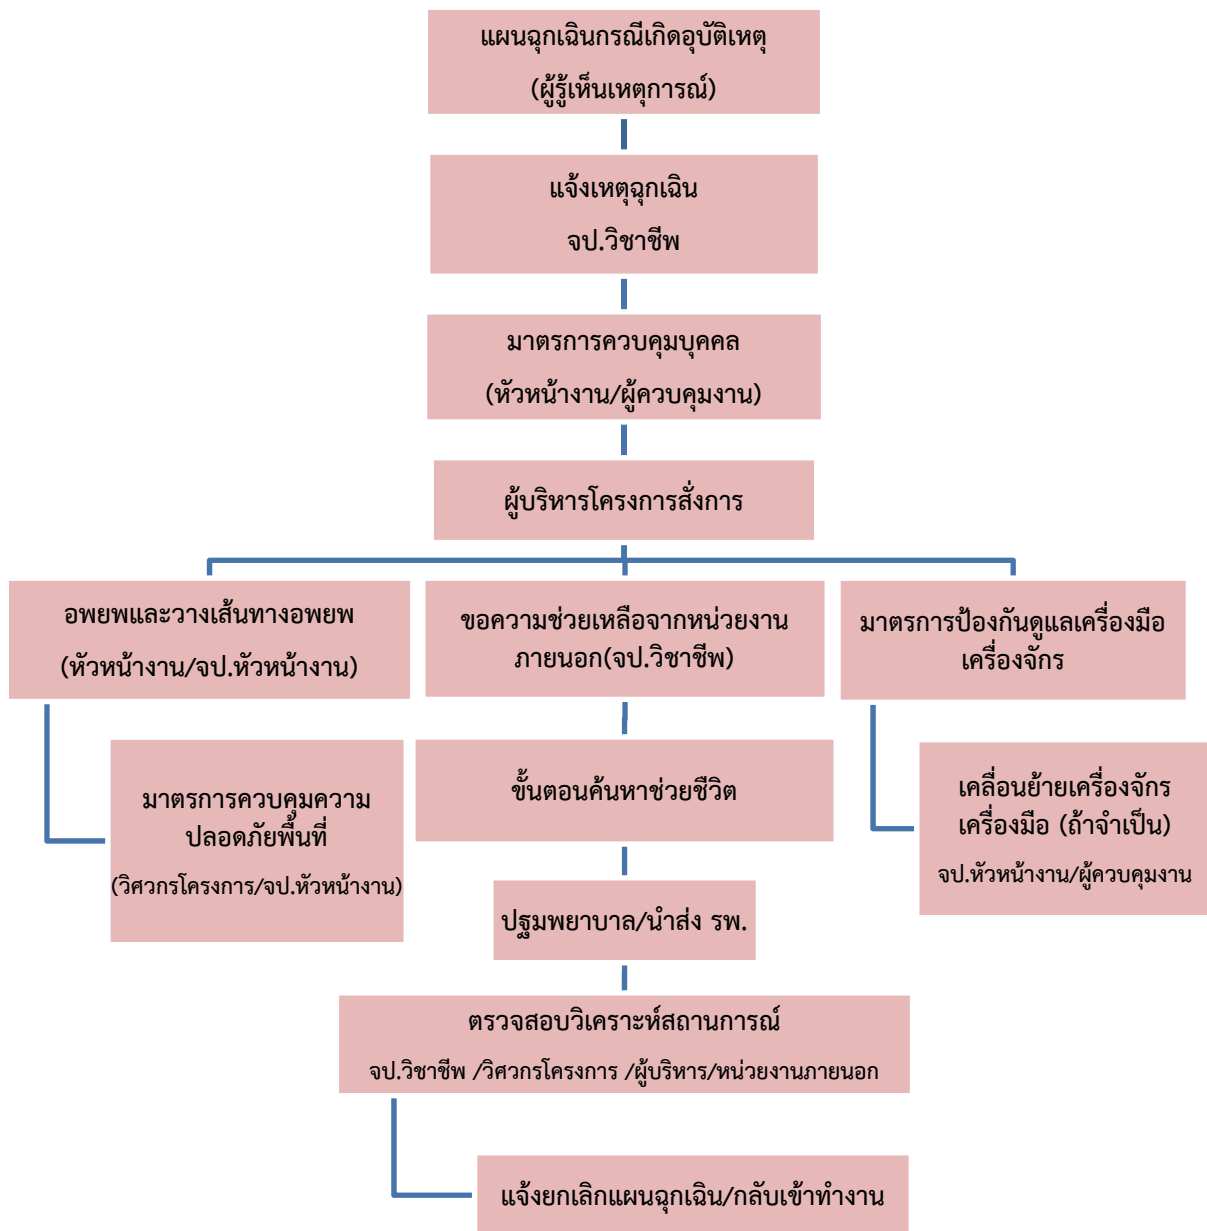 แผนฉุกเฉินกรณีเกิดอุบัติเหตุ
(ผู้รู้เห็นเหตุการณ์)
แจ้งเหตุฉุกเฉิน
จป.วิชาชีพ
มาตรการควบคุมบุคคล
(หัวหน้างาน/ผู้ควบคุมงาน)
ผู้บริหารโครงการสั่งการ
อพยพและวางเส้นทางอพยพ
(หัวหน้างาน/จป.หัวหน้างาน)
ขอความช่วยเหลือจากหน่วยงาน
ภายนอก(จป.วิชาชีพ)
มาตรการป้องกันดูแลเครื่องมือ
เครื่องจักร
มาตรการควบคุมความ
ปลอดภัยพื้นที่
(วิศวกรโครงการ/จป.หัวหน้างาน)
ขั้นตอนค้นหาช่วยชีวิต
เคลื่อนย้ายเครื่องจักร
เครื่องมือ (ถ้าจำเป็น)
จป.หัวหน้างาน/ผู้ควบคุมงาน
ปฐมพยาบาล/นำส่ง รพ.
ตรวจสอบวิเคราะห์สถานการณ์
จป.วิชาชีพ /วิศวกรโครงการ /ผู้บริหาร/หน่วยงานภายนอก
แจ้งยกเลิกแผนฉุกเฉิน/กลับเข้าทำงาน